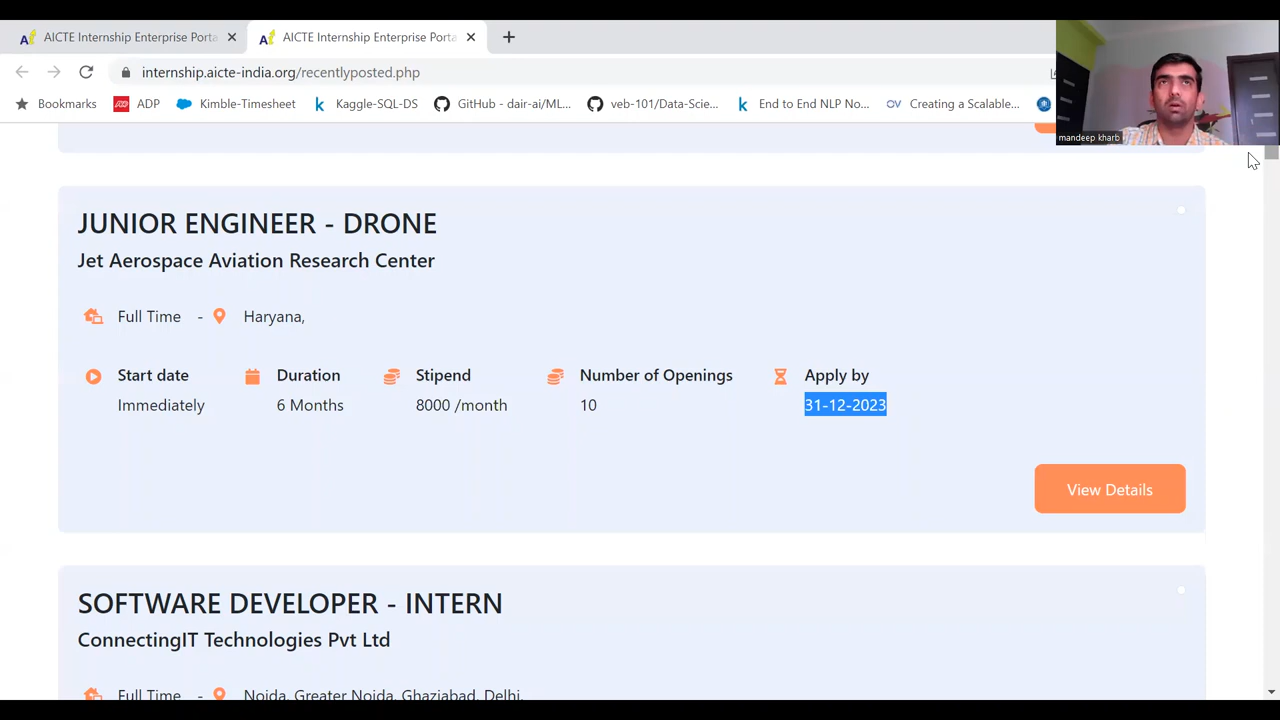 AICTE Internship Enterprise Porta
AICTE Internship Enterprise Porta
internship.aicte-india.org/recentlyposted.php
Bookmarks ADP Kimble-Timesheet Kaggle-SQL-DS GitHub - dair-ai/ML... veb-101/Data-Scie... End to End NLP No... Creating a Scalable...
mandeep kharb
JUNIOR ENGINEER - DRONE
Jet Aerospace Aviation Research Center
Full Time - Haryana,
Start date Duration Stipend Number of Openings Apply by
Immediately 6 Months 8000 /month 10 31-12-2023
View Details
SOFTWARE DEVELOPER - INTERN
ConnectingIT Technologies Pvt Ltd
Full Time - Noida, Greater Noida, Ghaziabad, Delhi,